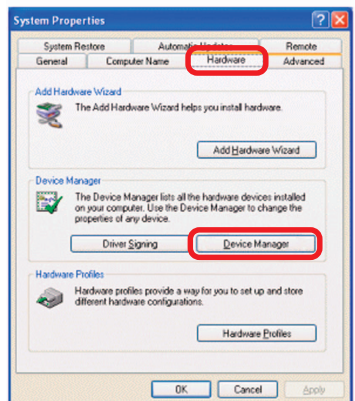 System Properties
System Restore Automatic Updates Remote
General Computer Name Hardware Advanced
Add Hardware Wizard
The Add Hardware Wizard helps you install hardware.
Add Hardware Wizard
Device Manager
The Device Manager lists all the hardware devices installed
on your computer. Use the Device Manager to change the
properties of any device.
Driver Signing Device Manager
Hardware Profiles
Hardware profiles provide a way for you to set up and store
different hardware configurations.
Hardware Profiles
OK Cancel Apply